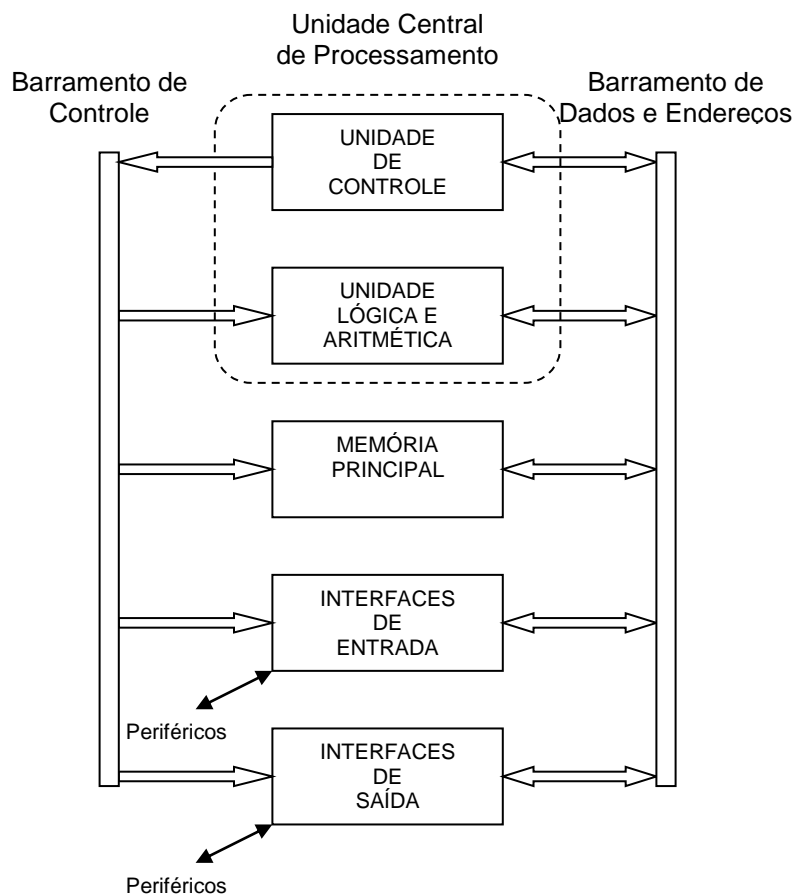 Unidade Central
de Processamento
Barramento de
Controle
Barramento de
Dados e Endereços
UNIDADE
DE
CONTROLE
UNIDADE
LÓGICA E
ARITMÉTICA
MEMÓRIA
PRINCIPAL
INTERFACES
DE
ENTRADA
Periféricos
INTERFACES
DE
SAÍDA
Periféricos